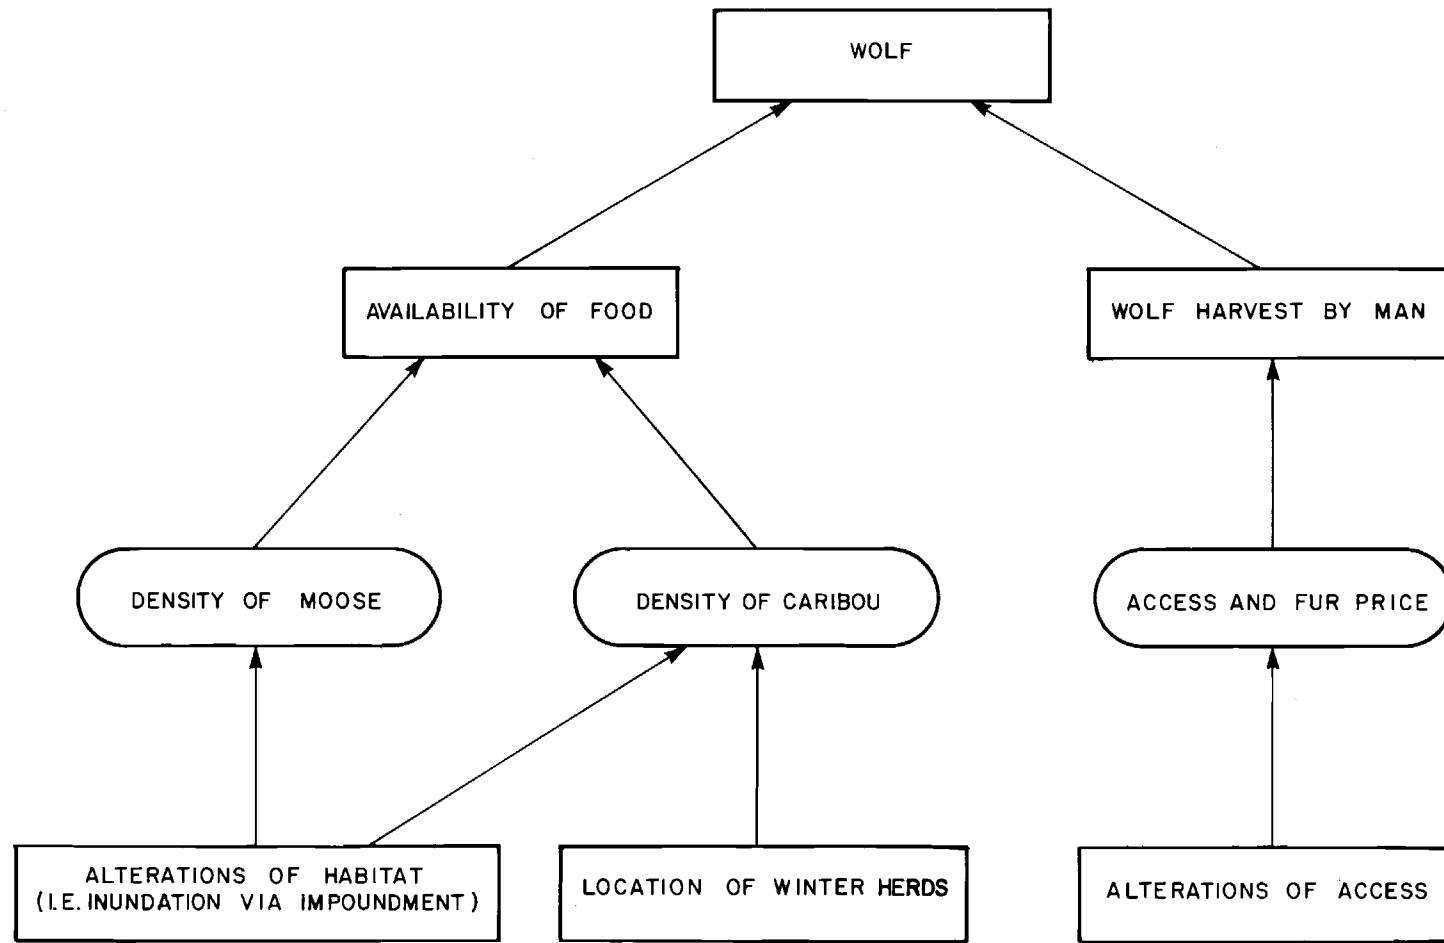 WOLF
AVAILABILITY OF FOOD
WOLF HARVEST BY MAN
DENSITY OF MOOSE
DENSITY OF CARIBOU
ACCESS AND FUR PRICE
ALTERATIONS OF HABITAT
(I.E. INUNDATION VIA IMPOUNDMENT)
LOCATION OF WINTER HERDS
ALTERATIONS OF ACCESS